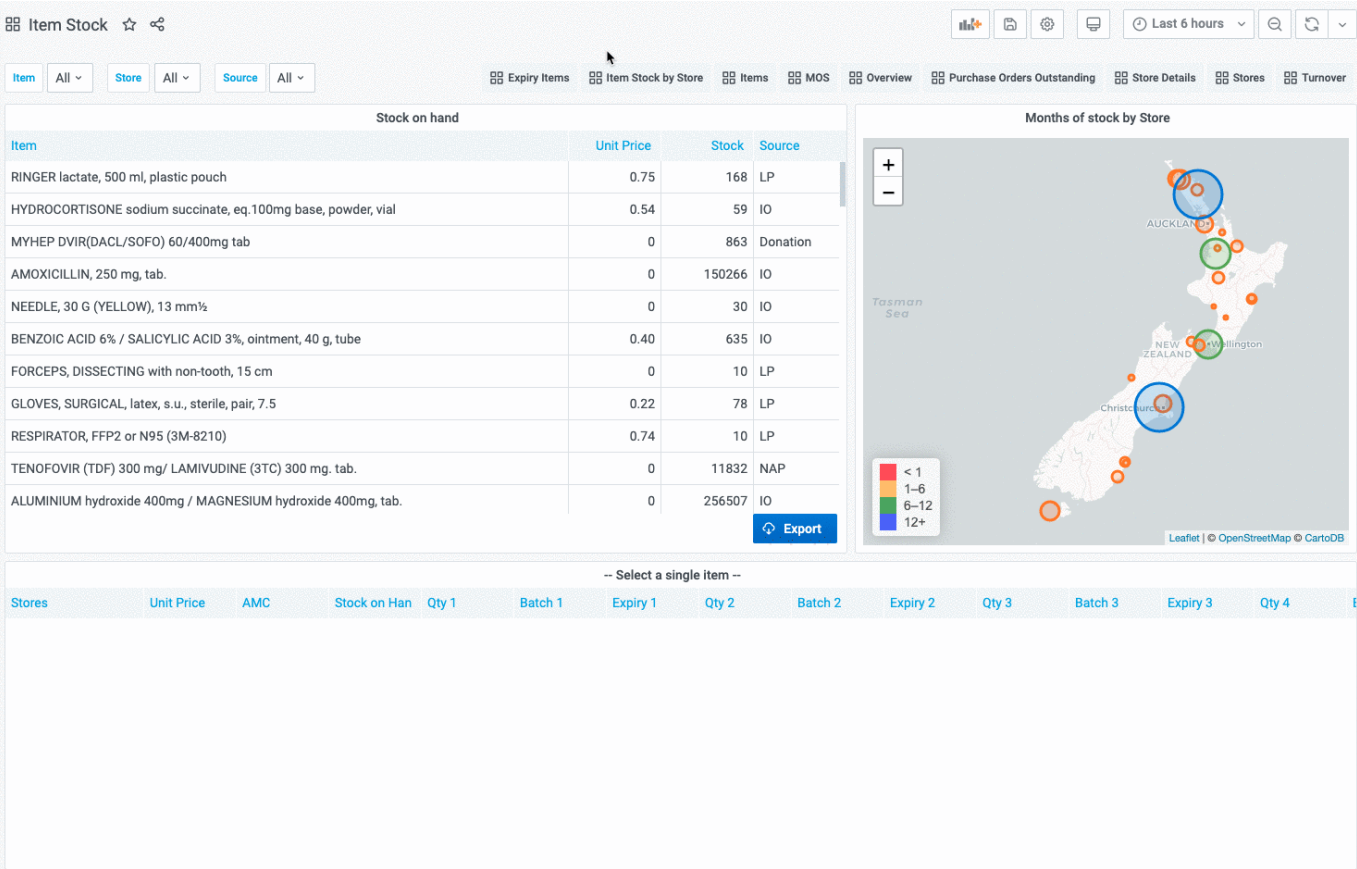 Item Stock
Last 6 hours
Item All Store All Source All Expiry Items Item Stock by Store Items MOS Overview Purchase Orders Outstanding Store Details Stores Turnover
Stock on hand
Item Unit Price Stock Source
RINGER lactate, 500 ml, plastic pouch 0.75 168 LP
HYDROCORTISONE sodium succinate, eq.100mg base, powder, vial 0.54 59 IO
MYHEP DVIR(DACL/SOFO) 60/400mg tab 0 863 Donation
AMOXICILLIN, 250 mg, tab. 0 150266 IO
NEEDLE, 30 G (YELLOW), 13 mm½ 0 30 IO
BENZOIC ACID 6% / SALICYLIC ACID 3%, ointment, 40 g, tube 0.40 635 IO
FORCEPS, DISSECTING with non-tooth, 15 cm 0 10 LP
GLOVES, SURGICAL, latex, s.u., sterile, pair, 7.5 0.22 78 LP
RESPIRATOR, FFP2 or N95 (3M-8210) 0.74 10 LP
TENOFOVIR (TDF) 300 mg/ LAMIVUDINE (3TC) 300 mg. tab. 0 11832 NAP
ALUMINIUM hydroxide 400mg / MAGNESIUM hydroxide 400mg, tab. 0 256507 IO
Export
Months of stock by Store
+
−
AUCKLAND
Tasman
Sea
NEW
ZEALAND
Wellington
Christchurch
< 1
1–6
6–12
12+
Leaflet | © OpenStreetMap © CartoDB
-- Select a single item --
Stores Unit Price AMC Stock on Han Qty 1 Batch 1 Expiry 1 Qty 2 Batch 2 Expiry 2 Qty 3 Batch 3 Expiry 3 Qty 4